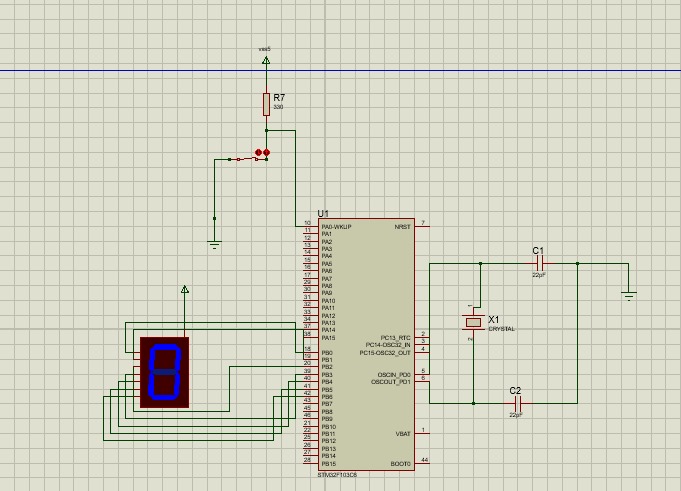 R7
330
U1
10 PA0-WKUP NRST 7
11 PA1
12 PA2
13 PA3
14 PA4
15 PA5
16 PA6
17 PA7
29 PA8
30 PA9
31 PA10
32 PA11
33 PA12
34 PA13
37 PA14
38 PA15
PC13_RTC 2
PC14-OSC32_IN 3
PC15-OSC32_OUT 4
18 PB0
19 PB1
20 PB2
39 PB3
40 PB4
41 PB5
42 PB6
43 PB7
45 PB8
46 PB9
21 PB10
22 PB11
25 PB12
26 PB13
27 PB14
28 PB15
OSCIN_PD0 5
OSCOUT_PD1 6
VBAT 1
BOOT0 44
STM32F103C6
C1
22pF
1
X1
CRYSTAL
2
C2
22pF